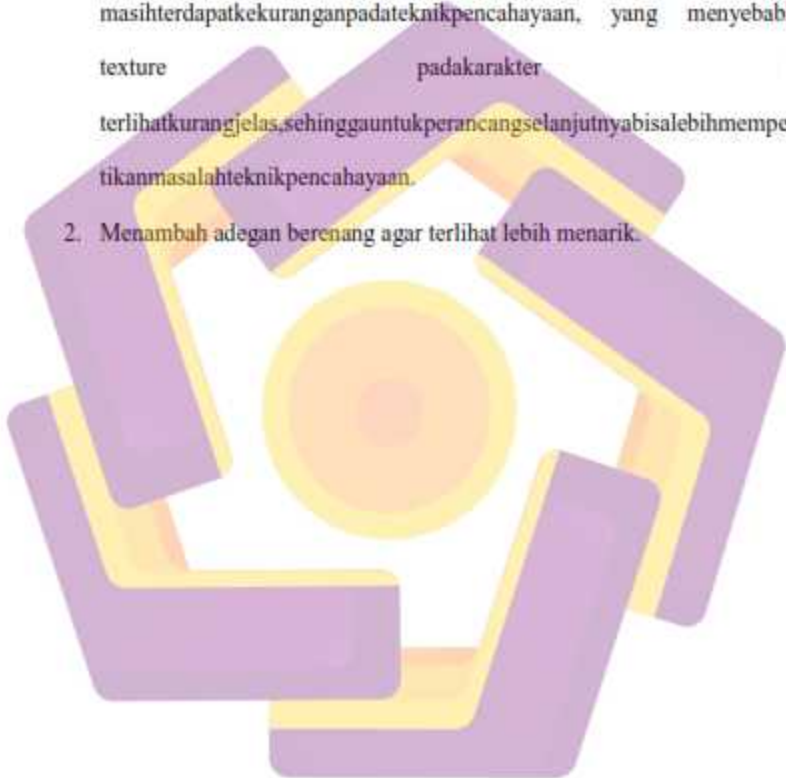 masihterdapatkekuranganpadateknikpencahayaan, yang menyebab
texture padakarakter
terlihatkurangjelas,sehinggauntukperancangselanjutnyabisalebihmempe
tikanmasalahteknikpencahayaan.
2. Menambah adegan berenang agar terlihat lebih menarik.